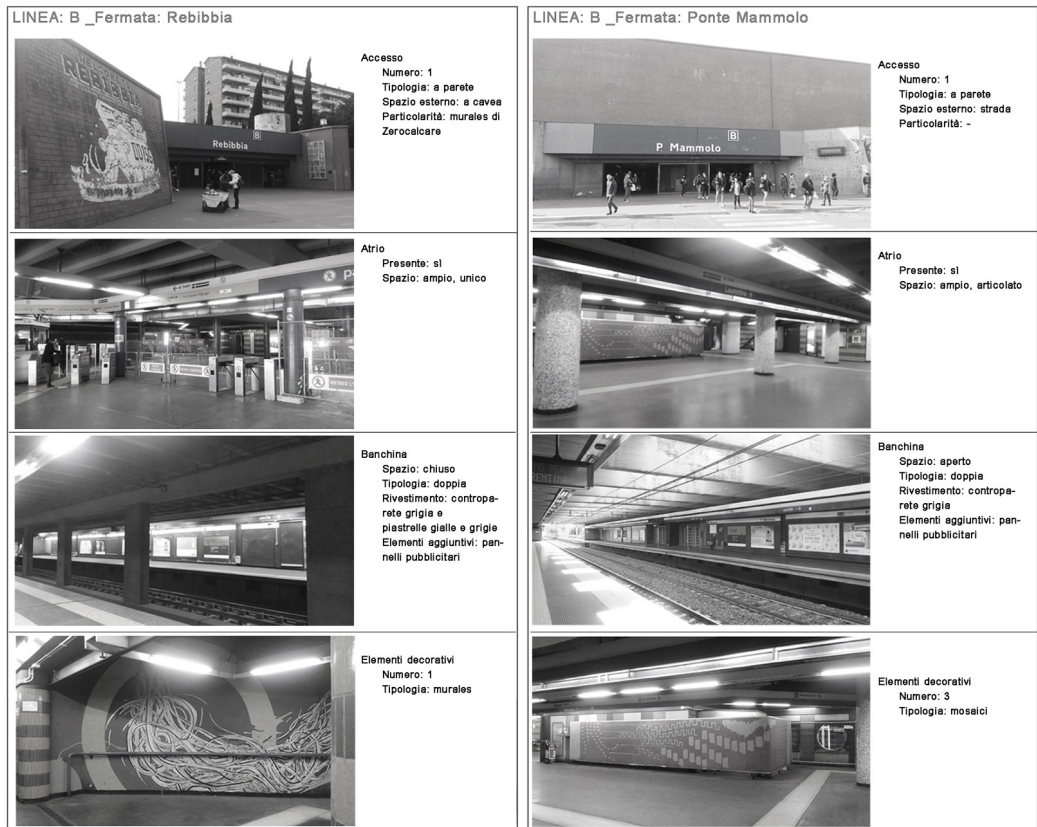 LINEA: B _Fermata: Rebibbia
REBIBBIA
B
Rebibbia
Accesso
Numero: 1
Tipologia: a parete
Spazio esterno: a cavea
Particolarità: murales di
Zerocalcare
Atrio
Presente: sì
Spazio: ampio, unico
Banchina
Spazio: chiuso
Tipologia: doppia
Rivestimento: contropa-
rete grigia e
piastrelle gialle e grigie
Elementi aggiuntivi: pan-
nelli pubblicitari
Elementi decorativi
Numero: 1
Tipologia: murales
LINEA: B _Fermata: Ponte Mammolo
B
P. Mammolo
Accesso
Numero: 1
Tipologia: a parete
Spazio esterno: strada
Particolarità: -
Laurentina
Atrio
Presente: sì
Spazio: ampio, articolato
Banchina
Spazio: aperto
Tipologia: doppia
Rivestimento: contropa-
rete grigia
Elementi aggiuntivi: pan-
nelli pubblicitari
Elementi decorativi
Numero: 3
Tipologia: mosaici